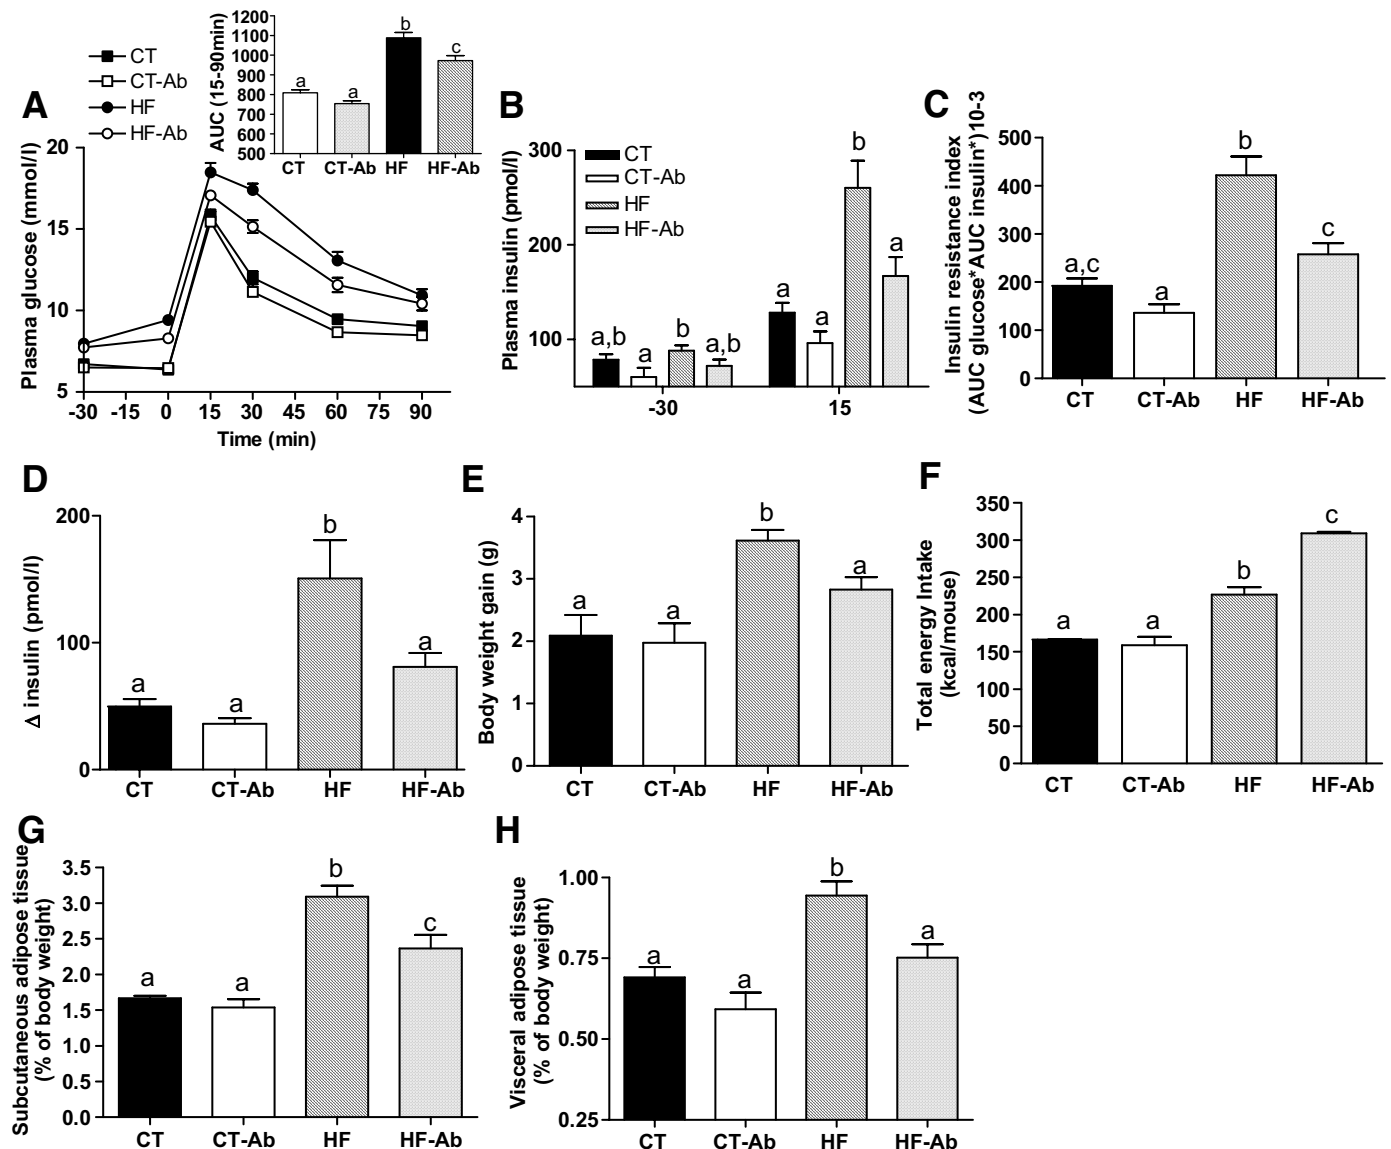 A
CT
CT-Ab
HF
HF-Ab
AUC (15-90min)
1200
1100
1000
900
800
700
600
500
a
a
b
c
CT
CT-Ab
HF
HF-Ab
Plasma glucose (mmol/l)
20
15
10
5
-30
-15
0
15
30
45
60
75
90
Time (min)
B
Plasma insulin (pmol/l)
300
200
100
CT
CT-Ab
HF
HF-Ab
a,b
a
b
a,b
a
a
b
a
-30
15
C
Insulin resistance index
(AUC glucose*AUC insulin*)10-3
500
400
300
200
100
0
a,c
a
b
c
CT
CT-Ab
HF
HF-Ab
D
Δ insulin (pmol/l)
200
100
0
a
a
b
a
CT
CT-Ab
HF
HF-Ab
E
Body weight gain (g)
4
3
2
1
0
a
a
b
a
CT
CT-Ab
HF
HF-Ab
F
Total energy Intake
(kcal/mouse)
350
300
250
200
150
100
50
0
a
a
b
c
CT
CT-Ab
HF
HF-Ab
G
Subcutaneous adipose tissue
(% of body weight)
3.5
3.0
2.5
2.0
1.5
1.0
0.5
0.0
a
a
b
c
CT
CT-Ab
HF
HF-Ab
H
Visceral adipose tissue
(% of body weight)
1.00
0.75
0.50
0.25
a
a
b
a
CT
CT-Ab
HF
HF-Ab